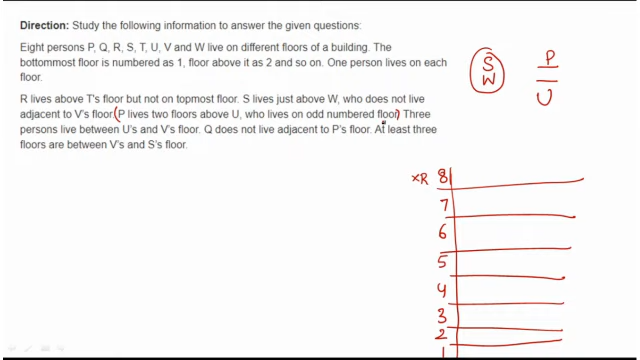 Direction: Study the following information to answer the given questions:
Eight persons P, Q, R, S, T, U, V and W live on different floors of a building. The
bottommost floor is numbered as 1, floor above it as 2 and so on. One person lives on each
floor.
R lives above T's floor but not on topmost floor. S lives just above W, who does not live
adjacent to V's floor. (P lives two floors above U, who lives on odd numbered floor) Three
persons live between U's and V's floor. Q does not live adjacent to P's floor. At least three
floors are between V's and S's floor.
S
W
P
U
×R 8
7
6
5
4
3
2
1